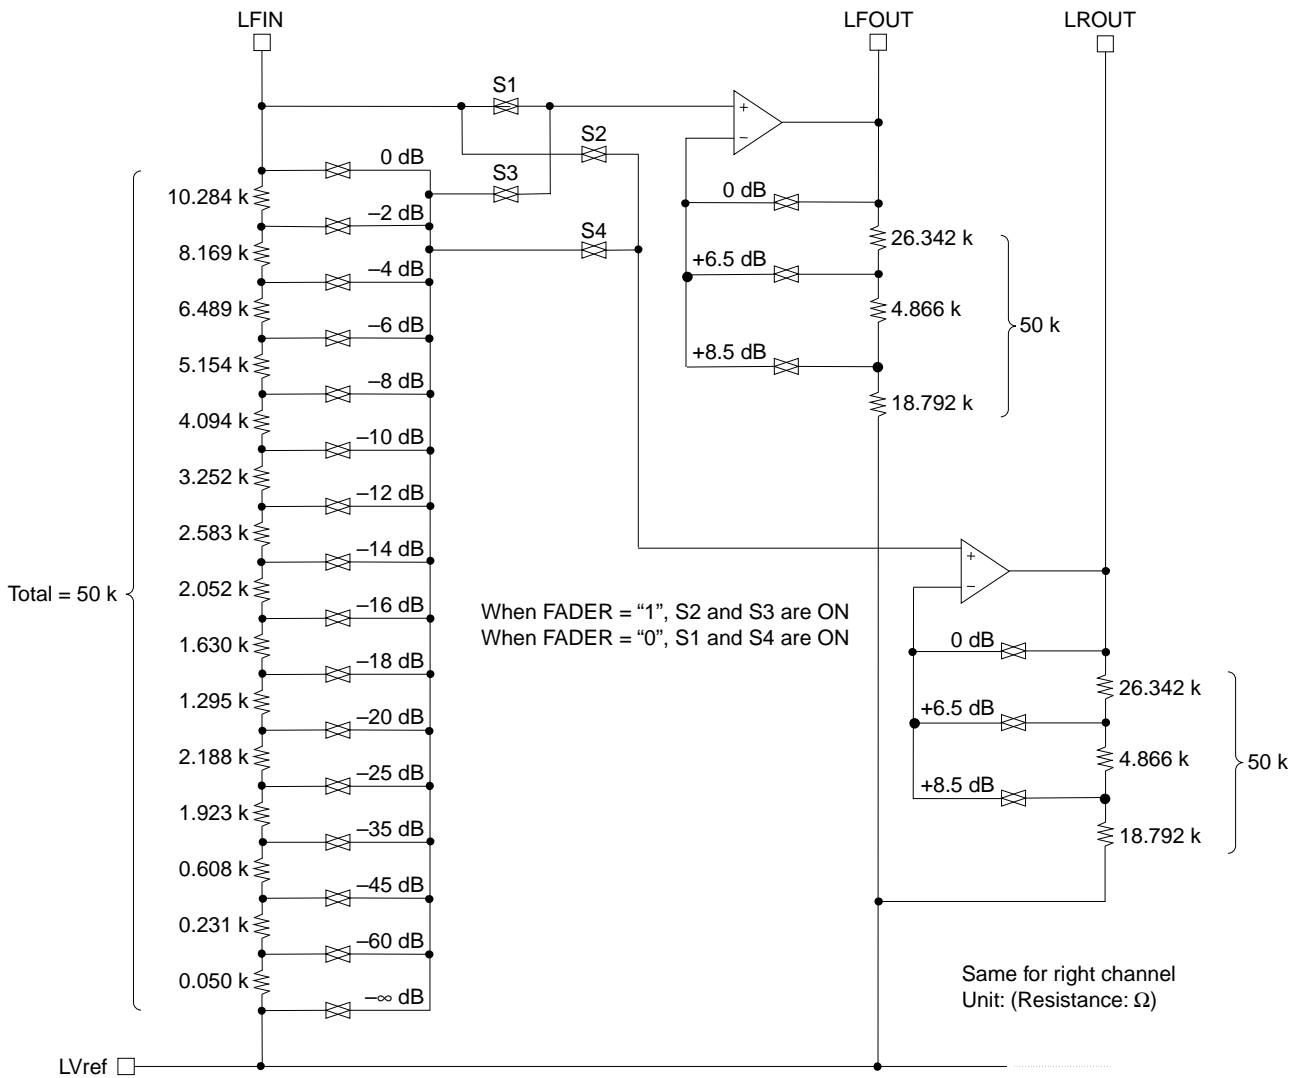 LFIN
LFOUT
LROUT
S1
+
−
S2
0 dB
S3
10.284 k
0 dB
–2 dB
S4
26.342 k
8.169 k
–4 dB
+6.5 dB
6.489 k
4.866 k
50 k
–6 dB
+8.5 dB
5.154 k
–8 dB
18.792 k
4.094 k
–10 dB
3.252 k
–12 dB
2.583 k
–14 dB
+
−
Total = 50 k
2.052 k
–16 dB
When FADER = “1”, S2 and S3 are ON
When FADER = “0”, S1 and S4 are ON
1.630 k
0 dB
–18 dB
26.342 k
1.295 k
–20 dB
+6.5 dB
2.188 k
4.866 k
50 k
–25 dB
+8.5 dB
1.923 k
–35 dB
18.792 k
0.608 k
–45 dB
0.231 k
–60 dB
0.050 k
–∞ dB
Same for right channel
Unit: (Resistance: Ω)
LVref